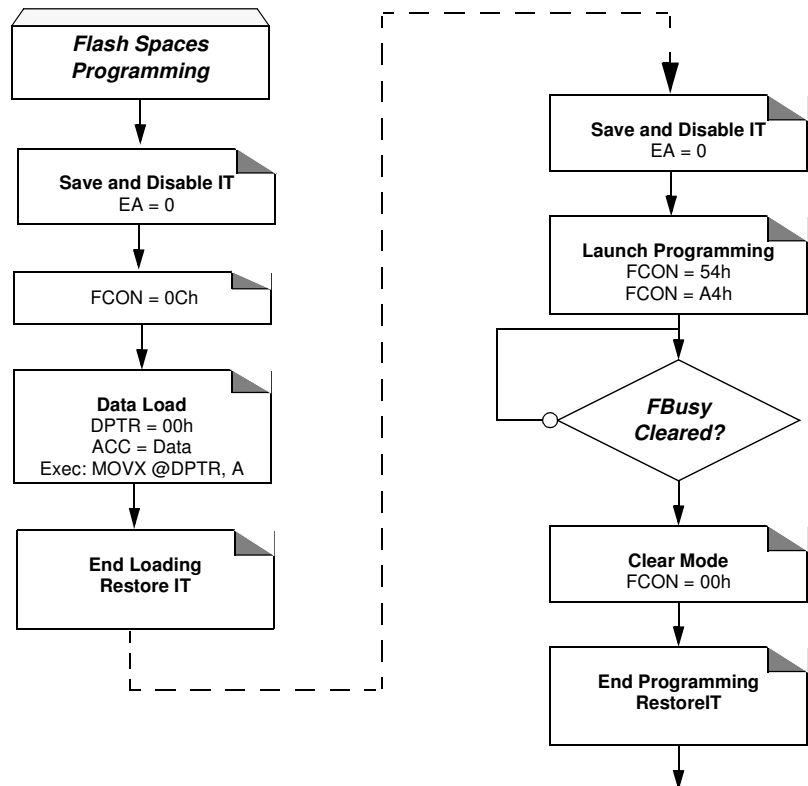 Flash Spaces
Programming
Save and Disable IT
EA = 0
FCON = 0Ch
Data Load
DPTR = 00h
ACC = Data
Exec: MOVX @DPTR, A
End Loading
Restore IT
Save and Disable IT
EA = 0
Launch Programming
FCON = 54h
FCON = A4h
FBusy
Cleared?
Clear Mode
FCON = 00h
End Programming
RestoreIT